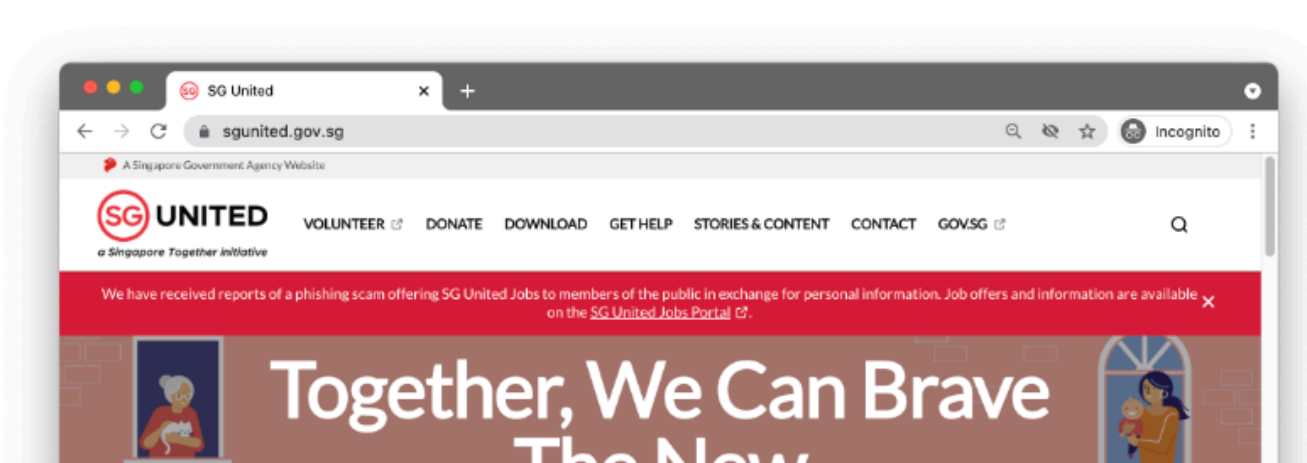 SG United
sgunited.gov.sg
Incognito
A Singapore Government Agency Website
SG UNITED
a Singapore Together initiative
VOLUNTEER DONATE DOWNLOAD GET HELP STORIES & CONTENT CONTACT GOV.SG
We have received reports of a phishing scam offering SG United Jobs to members of the public in exchange for personal information. Job offers and information are available
on the SG United Jobs Portal.
Together, We Can Brave
The New